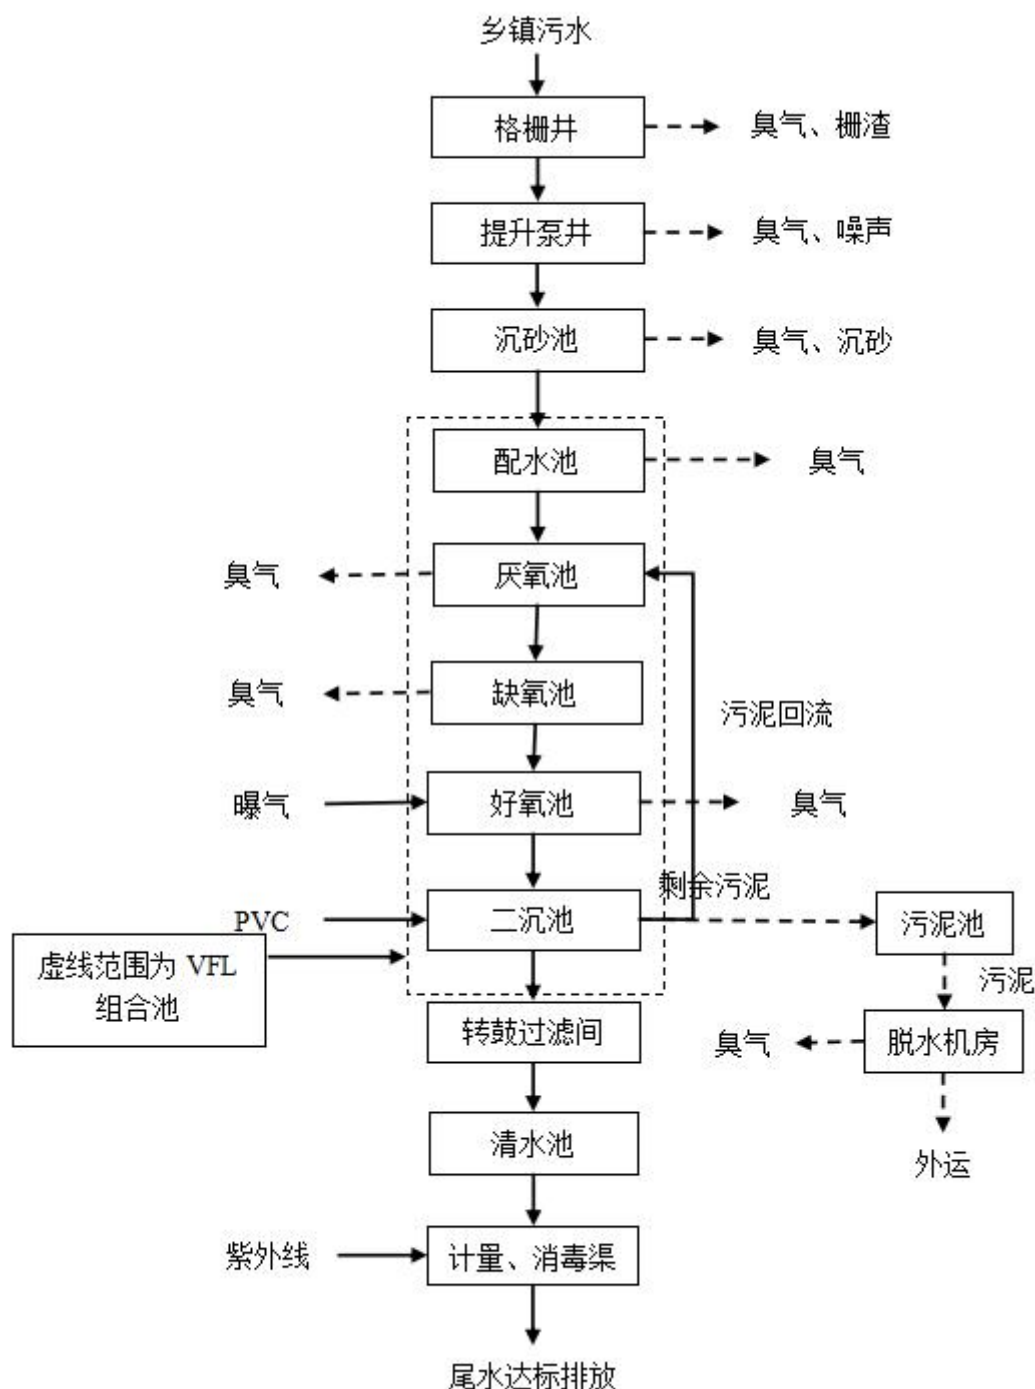 乡镇污水
格栅井
臭气、栅渣
提升泵井
臭气、噪声
沉砂池
臭气、沉砂
配水池
臭气
臭气
厌氧池
臭气
缺氧池
污泥回流
曝气
好氧池
臭气
剩余污泥
PVC
二沉池
污泥池
虚线范围为 VFL
组合池
污泥
转鼓过滤间
臭气
脱水机房
清水池
外运
紫外线
计量、消毒渠
尾水达标排放